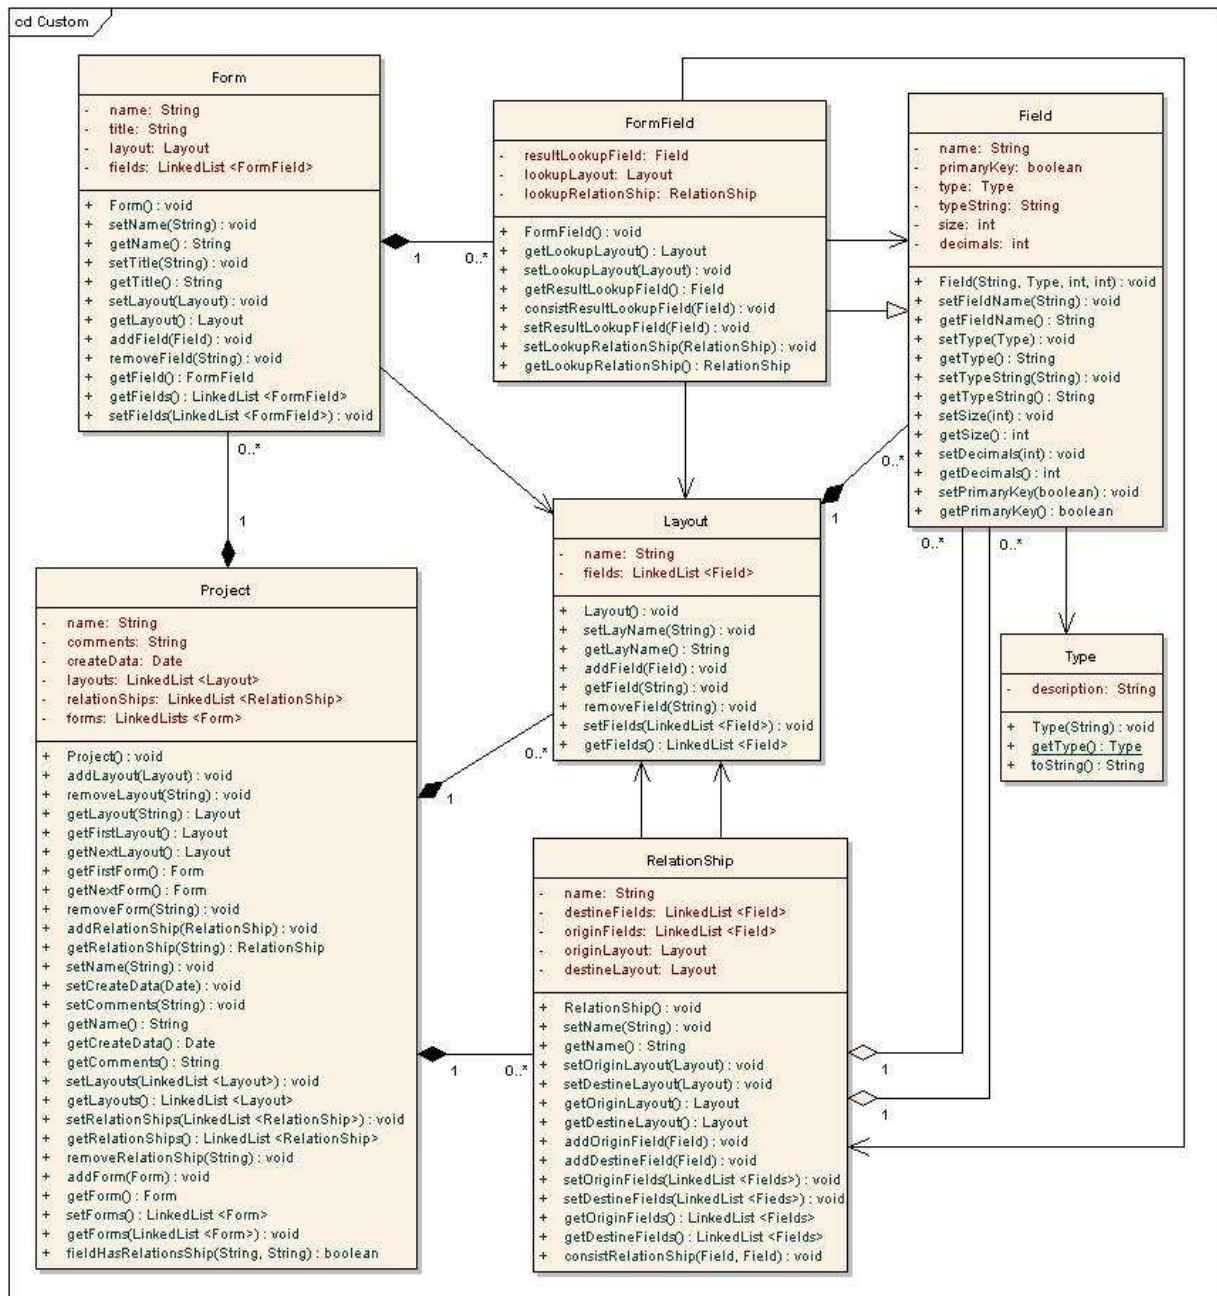 cd Custom
Form
- name: String
- title: String
- layout: Layout
- fields: LinkedList <FormField>
+ Form() : void
+ setName(String) : void
+ getName() : String
+ setTitle(String) : void
+ getTitle() : String
+ setLayout(Layout) : void
+ getLayout() : Layout
+ addField(Field) : void
+ removeField(String) : void
+ getField() : FormField
+ getFields() : LinkedList <FormField>
+ setFields(LinkedList <FormField>) : void
1
0..*
FormField
- resultLookupField: Field
- lookupLayout: Layout
- lookupRelationShip: RelationShip
+ FormField() : void
+ getLookupLayout() : Layout
+ setLookupLayout(Layout) : void
+ getResultLookupField() : Field
+ consistResultLookupField(Field) : void
+ setResultLookupField(Field) : void
+ setLookupRelationShip(RelationShip) : void
+ getLookupRelationShip() : RelationShip
Field
- name: String
- primaryKey: boolean
- type: Type
- typeString: String
- size: int
- decimals: int
+ Field(String, Type, int, int) : void
+ setFieldName(String) : void
+ getFieldName() : String
+ setType(Type) : void
+ getType() : String
+ setTypeString(String) : void
+ getTypeString() : String
+ setSize(int) : void
+ getSize() : int
+ setDecimals(int) : void
+ getDecimals() : int
+ setPrimaryKey(boolean) : void
+ getPrimaryKey() : boolean
0..*
1
0..*
1
0..*
0..*
Layout
- name: String
- fields: LinkedList <Field>
+ Layout() : void
+ setLayName(String) : void
+ getLayName() : String
+ addField(Field) : void
+ getField(String) : void
+ removeField(String) : void
+ setFields(LinkedList <Field>) : void
+ getFields() : LinkedList <Field>
Type
- description: String
+ Type(String) : void
+ getType() : Type
+ toString() : String
Project
- name: String
- comments: String
- createData: Date
- layouts: LinkedList <Layout>
- relationShips: LinkedList <RelationShip>
- forms: LinkedLists <Form>
+ Project() : void
+ addLayout(Layout) : void
+ removeLayout(String) : void
+ getLayout(String) : Layout
+ getFirstLayout() : Layout
+ getNextLayout() : Layout
+ getFirstForm() : Form
+ getNextForm() : Form
+ removeForm(String) : void
+ addRelationShip(RelationShip) : void
+ getRelationShip(String) : RelationShip
+ setName(String) : void
+ setCreateData(Date) : void
+ setComments(String) : void
+ getName() : String
+ getCreateData() : Date
+ getComments() : String
+ setLayouts(LinkedList <Layout>) : void
+ getLayouts() : LinkedList <Layout>
+ setRelationShips(LinkedList <RelationShip>) : void
+ getRelationShips() : LinkedList <RelationShip>
+ removeRelationShip(String) : void
+ addForm(Form) : void
+ getForm() : Form
+ setForms() : LinkedList <Form>
+ getForms(LinkedList <Form>) : void
+ fieldHasRelationsShip(String, String) : boolean
0..*
1
1
0..*
RelationShip
- name: String
- destineFields: LinkedList <Field>
- originFields: LinkedList <Field>
- originLayout: Layout
- destineLayout: Layout
+ RelationShip() : void
+ setName(String) : void
+ getName() : String
+ setOriginLayout(Layout) : void
+ setDestineLayout(Layout) : void
+ getOriginLayout() : Layout
+ getDestineLayout() : Layout
+ addOriginField(Field) : void
+ addDestineField(Field) : void
+ setOriginFields(LinkedList <Fields>) : void
+ setDestineFields(LinkedList <Fieds>) : void
+ getOriginFields() : LinkedList <Fields>
+ getDestineFields() : LinkedList <Fields>
+ consistRelationShip(Field, Field) : void
1
1